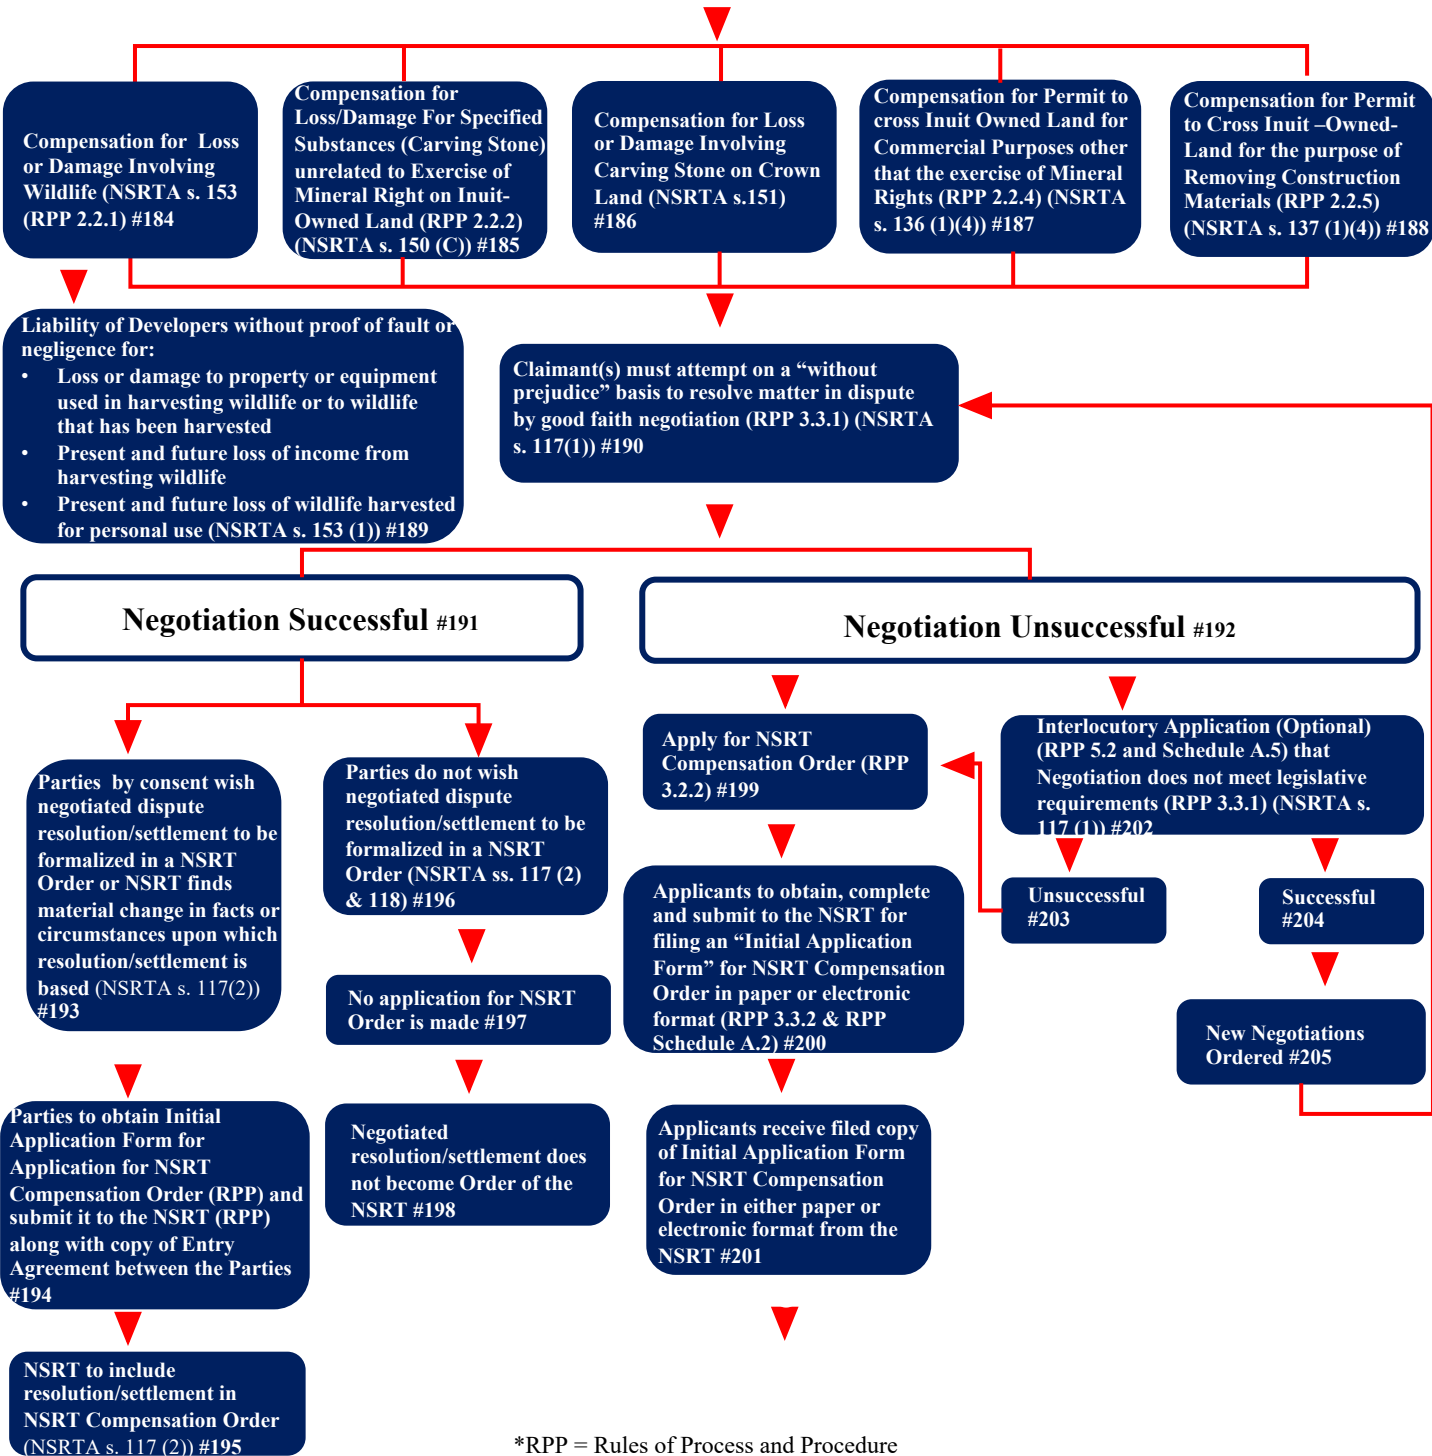 Compensation for  Loss
or Damage Involving
Wildlife (NSRTA s. 153
(RPP 2.2.1) #184
Compensation for
Loss/Damage For Specified
Substances (Carving Stone)
unrelated to Exercise of
Mineral Right on Inuit-
Owned Land (RPP 2.2.2)
(NSRTA s. 150 (C)) #185
Compensation for Loss
or Damage Involving
Carving Stone on Crown
Land (NSRTA s.151)
#186
Compensation for Permit to
cross Inuit Owned Land for
Commercial Purposes other
that the exercise of Mineral
Rights (RPP 2.2.4) (NSRTA
s. 136 (1)(4)) #187
Compensation for Permit
to Cross Inuit –Owned-
Land for the purpose of
Removing Construction
Materials (RPP 2.2.5)
(NSRTA s. 137 (1)(4)) #188
Liability of Developers without proof of fault or
negligence for:
• Loss or damage to property or equipment
used in harvesting wildlife or to wildlife
that has been harvested
• Present and future loss of income from
harvesting wildlife
• Present and future loss of wildlife harvested
for personal use (NSRTA s. 153 (1)) #189
Claimant(s) must attempt on a “without
prejudice” basis to resolve matter in dispute
by good faith negotiation (RPP 3.3.1) (NSRTA
s. 117(1)) #190
Negotiation Successful #191
Negotiation Unsuccessful #192
Parties  by consent wish
negotiated dispute
resolution/settlement to be
formalized in a NSRT
Order or NSRT finds
material change in facts or
circumstances upon which
resolution/settlement is
based (NSRTA s. 117(2))
#193
Parties do not wish
negotiated dispute
resolution/settlement to be
formalized in a NSRT
Order (NSRTA ss. 117 (2)
& 118) #196
Apply for NSRT
Compensation Order (RPP
3.2.2) #199
Interlocutory Application (Optional)
(RPP 5.2 and Schedule A.5) that
Negotiation does not meet legislative
requirements (RPP 3.3.1) (NSRTA s.
117 (1)) #202
Unsuccessful
#203
Successful
#204
Applicants to obtain, complete
and submit to the NSRT for
filing an “Initial Application
Form” for NSRT Compensation
Order in paper or electronic
format (RPP 3.3.2 & RPP
Schedule A.2) #200
No application for NSRT
Order is made #197
New Negotiations
Ordered #205
Parties to obtain Initial
Application Form for
Application for NSRT
Compensation Order (RPP) and
submit it to the NSRT (RPP)
along with copy of Entry
Agreement between the Parties
#194
Negotiated
resolution/settlement does
not become Order of the
NSRT #198
Applicants receive filed copy
of Initial Application Form
for NSRT Compensation
Order in either paper or
electronic format from the
NSRT #201
NSRT to include
resolution/settlement in
NSRT Compensation Order
(NSRTA s. 117 (2)) #195
*RPP = Rules of Process and Procedure